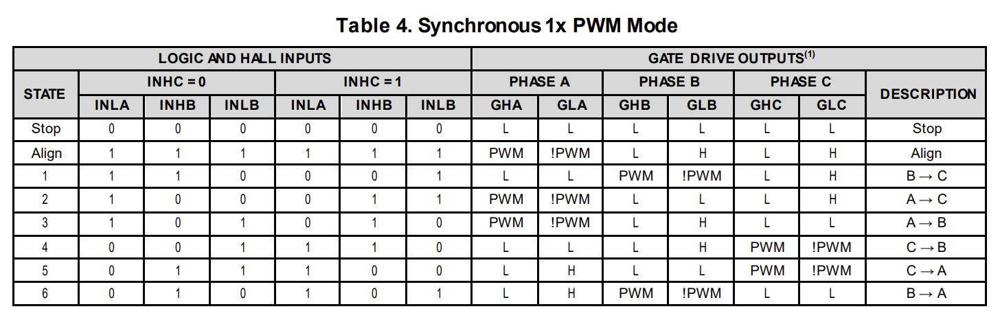 Table 4. Synchronous 1x PWM Mode
LOGIC AND HALL INPUTS GATE DRIVE OUTPUTS(1)
STATE INHC = 0 INHC = 1 PHASE A PHASE B PHASE C DESCRIPTION
INLA INHB INLB INLA INHB INLB GHA GLA GHB GLB GHC GLC
Stop 0 0 0 0 0 0 L L L L L L Stop
Align 1 1 1 1 1 1 PWM !PWM L H L H Align
1 1 1 0 0 0 1 L L PWM !PWM L H B → C
2 1 0 0 0 1 1 PWM !PWM L L L H A → C
3 1 0 1 0 1 0 PWM !PWM L H L L A → B
4 0 0 1 1 1 0 L L L H PWM !PWM C → B
5 0 1 1 1 0 0 L H L L PWM !PWM C → A
6 0 1 0 1 0 1 L H PWM !PWM L L B → A